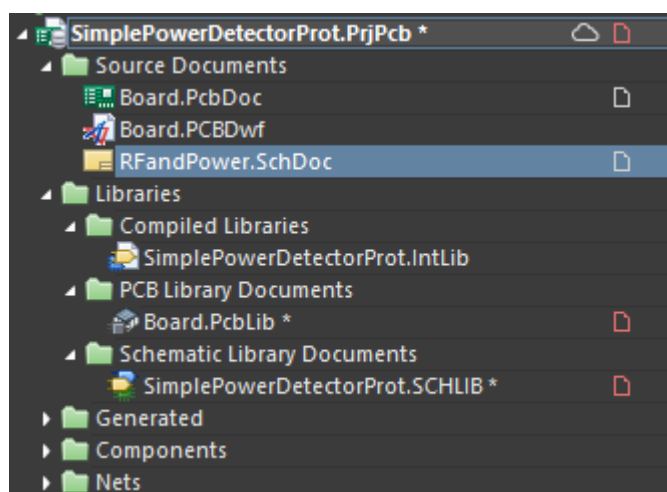 SimplePowerDetectorProt.PrjPcb *
Source Documents
Board.PcbDoc
Board.PCBDwf
RFandPower.SchDoc
Libraries
Compiled Libraries
SimplePowerDetectorProt.IntLib
PCB Library Documents
Board.PcbLib *
Schematic Library Documents
SimplePowerDetectorProt.SCHLIB *
Generated
Components
Nets